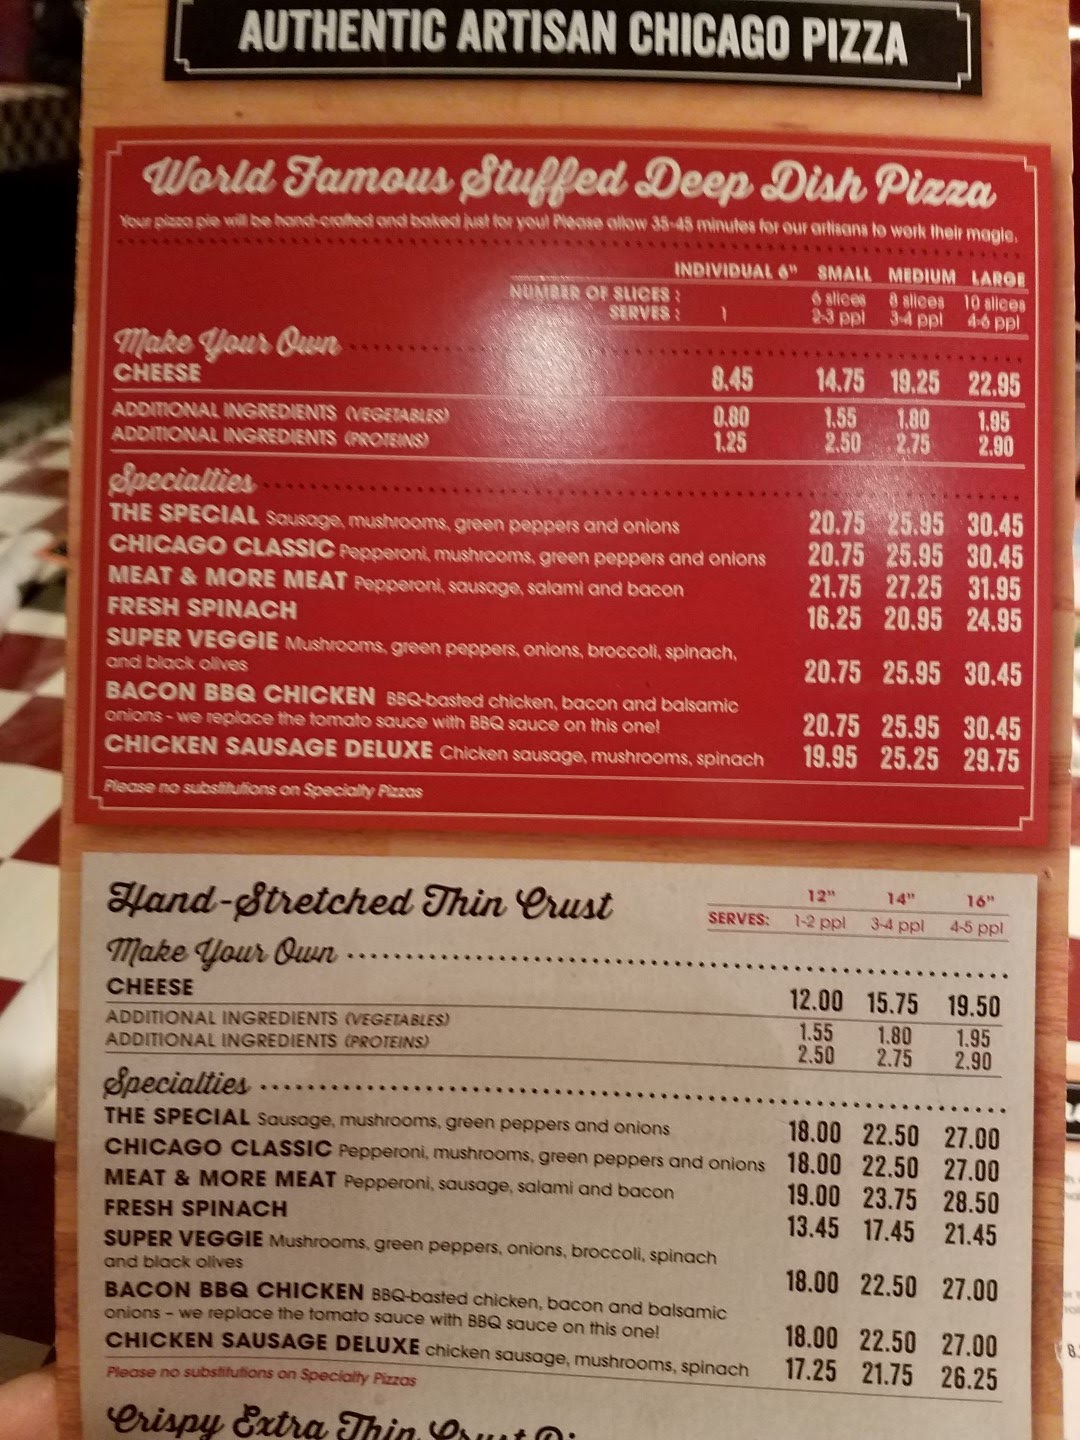 AUTHENTIC ARTISAN CHICAGO PIZZA
World Famous Stuffed Deep Dish Pizza
Your pizza pie will be hand-crafted and baked just for you! Please allow 35-45 minutes for our artisans to work their magic.
INDIVIDUAL 6" SMALL MEDIUM LARGE
NUMBER OF SLICES: 6 slices 8 slices 10 slices
SERVES: 1 2-3 ppl 3-4 ppl 4-6 ppl
Make Your Own
CHEESE 8.45 14.75 19.25 22.95
ADDITIONAL INGREDIENTS (VEGETABLES) 0.80 1.55 1.80 1.95
ADDITIONAL INGREDIENTS (PROTEINS) 1.25 2.50 2.75 2.90
Specialties
THE SPECIAL Sausage, mushrooms, green peppers and onions 20.75 25.95 30.45
CHICAGO CLASSIC Pepperoni, mushrooms, green peppers and onions 20.75 25.95 30.45
MEAT & MORE MEAT Pepperoni, sausage, salami and bacon 21.75 27.25 31.95
FRESH SPINACH 16.25 20.95 24.95
SUPER VEGGIE Mushrooms, green peppers, onions, broccoli, spinach,
and black olives 20.75 25.95 30.45
BACON BBQ CHICKEN BBQ-basted chicken, bacon and balsamic
onions - we replace the tomato sauce with BBQ sauce on this one! 20.75 25.95 30.45
CHICKEN SAUSAGE DELUXE Chicken sausage, mushrooms, spinach 19.95 25.25 29.75
Please no substitutions on Specialty Pizzas
Hand-Stretched Thin Crust 12" 14" 16"
SERVES: 1-2 ppl 3-4 ppl 4-5 ppl
Make Your Own
CHEESE 12.00 15.75 19.50
ADDITIONAL INGREDIENTS (VEGETABLES) 1.55 1.80 1.95
ADDITIONAL INGREDIENTS (PROTEINS) 2.50 2.75 2.90
Specialties
THE SPECIAL Sausage, mushrooms, green peppers and onions 18.00 22.50 27.00
CHICAGO CLASSIC Pepperoni, mushrooms, green peppers and onions 18.00 22.50 27.00
MEAT & MORE MEAT Pepperoni, sausage, salami and bacon 19.00 23.75 28.50
FRESH SPINACH 13.45 17.45 21.45
SUPER VEGGIE Mushrooms, green peppers, onions, broccoli, spinach
and black olives 18.00 22.50 27.00
BACON BBQ CHICKEN BBQ-basted chicken, bacon and balsamic
onions – we replace the tomato sauce with BBQ sauce on this one! 18.00 22.50 27.00
CHICKEN SAUSAGE DELUXE chicken sausage, mushrooms, spinach 17.25 21.75 26.25
Please no substitutions on Specialty Pizzas
Crispy Extra Thin Crust